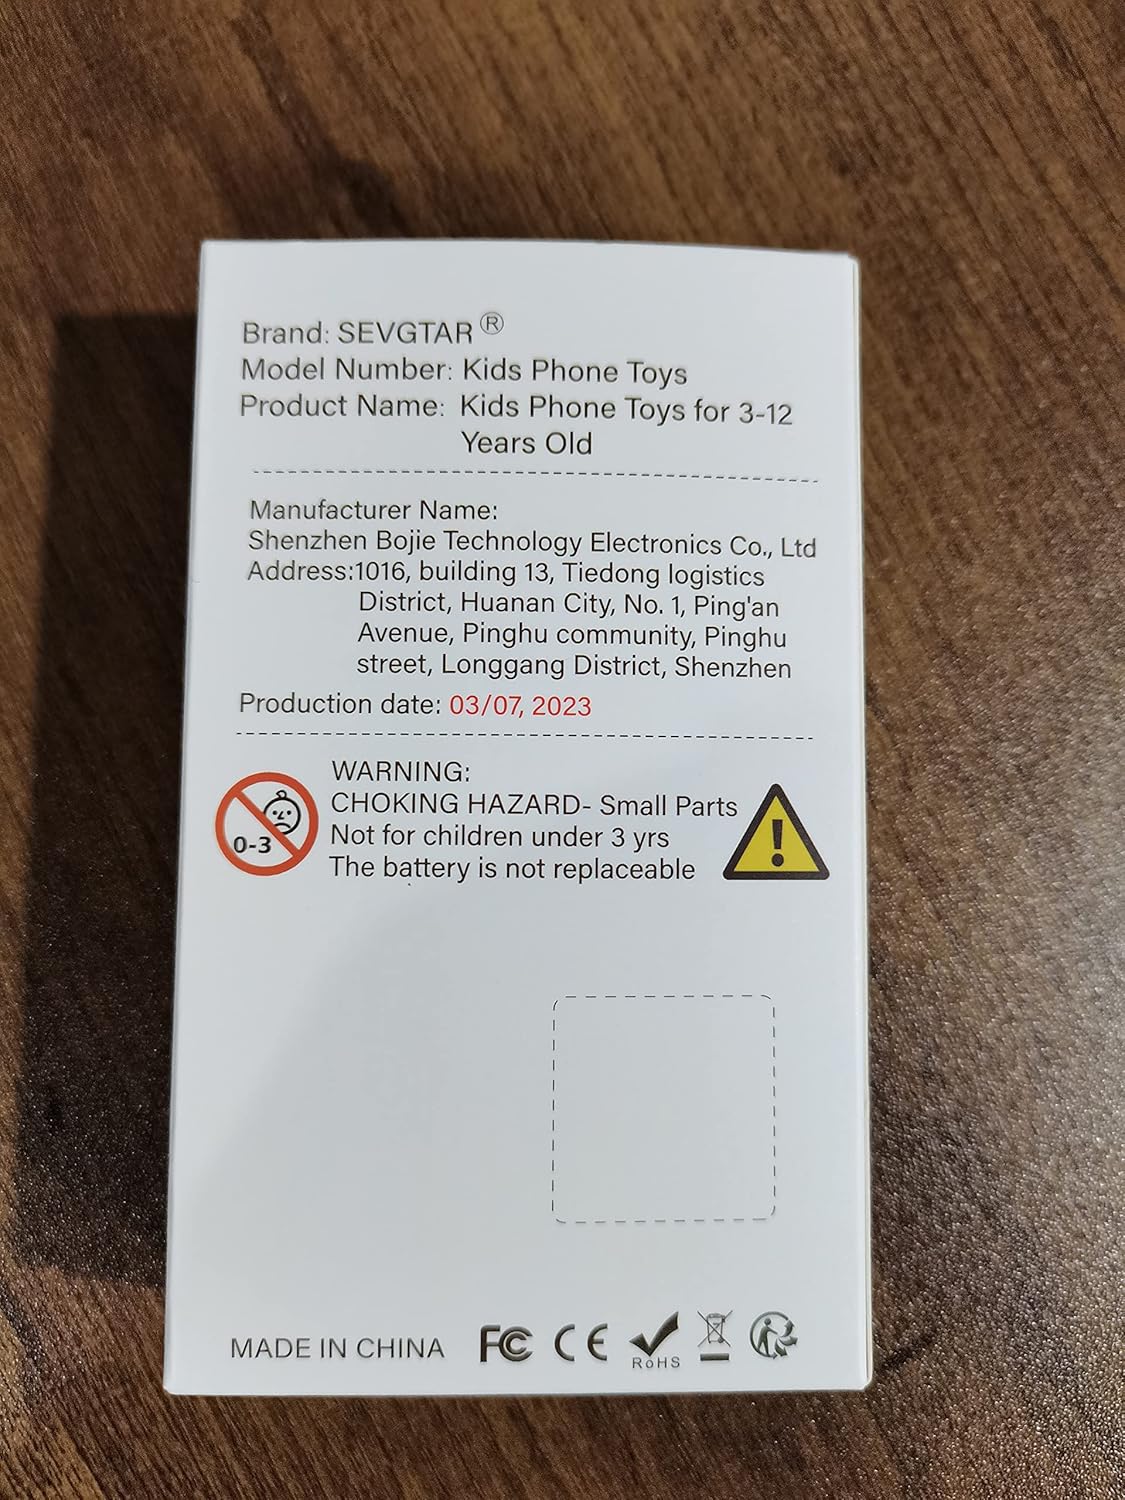 Brand: SEVGTAR ®
Model Number: Kids Phone Toys
Product Name: Kids Phone Toys for 3-12
Years Old
Manufacturer Name:
Shenzhen Bojie Technology Electronics Co., Ltd
Address:1016, building 13, Tiedong logistics
District, Huanan City, No. 1, Ping'an
Avenue, Pinghu community, Pinghu
street, Longgang District, Shenzhen
Production date: 03/07, 2023
WARNING:
CHOKING HAZARD- Small Parts
Not for children under 3 yrs
The battery is not replaceable
0-3
!
MADE IN CHINA FC CE RoHS